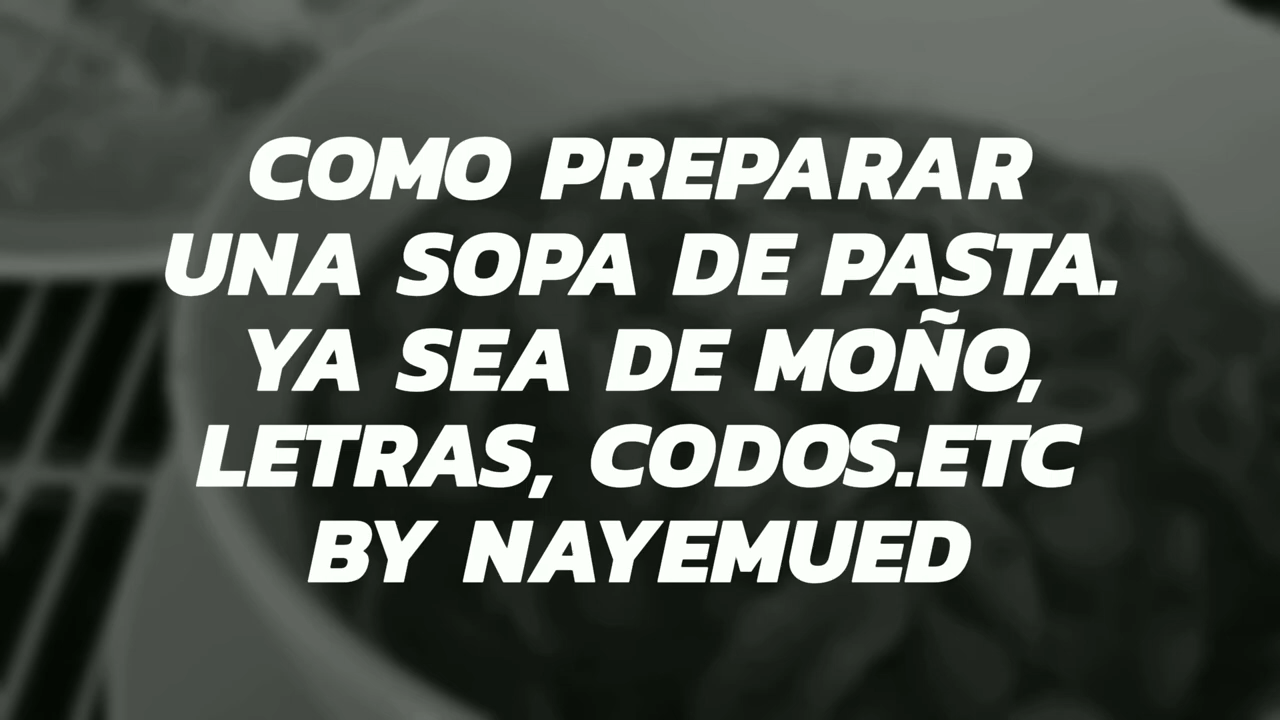 COMO PREPARAR
UNA SOPA DE PASTA.
YA SEA DE MOÑO,
LETRAS, CODOS.ETC
BY NAYEMUED